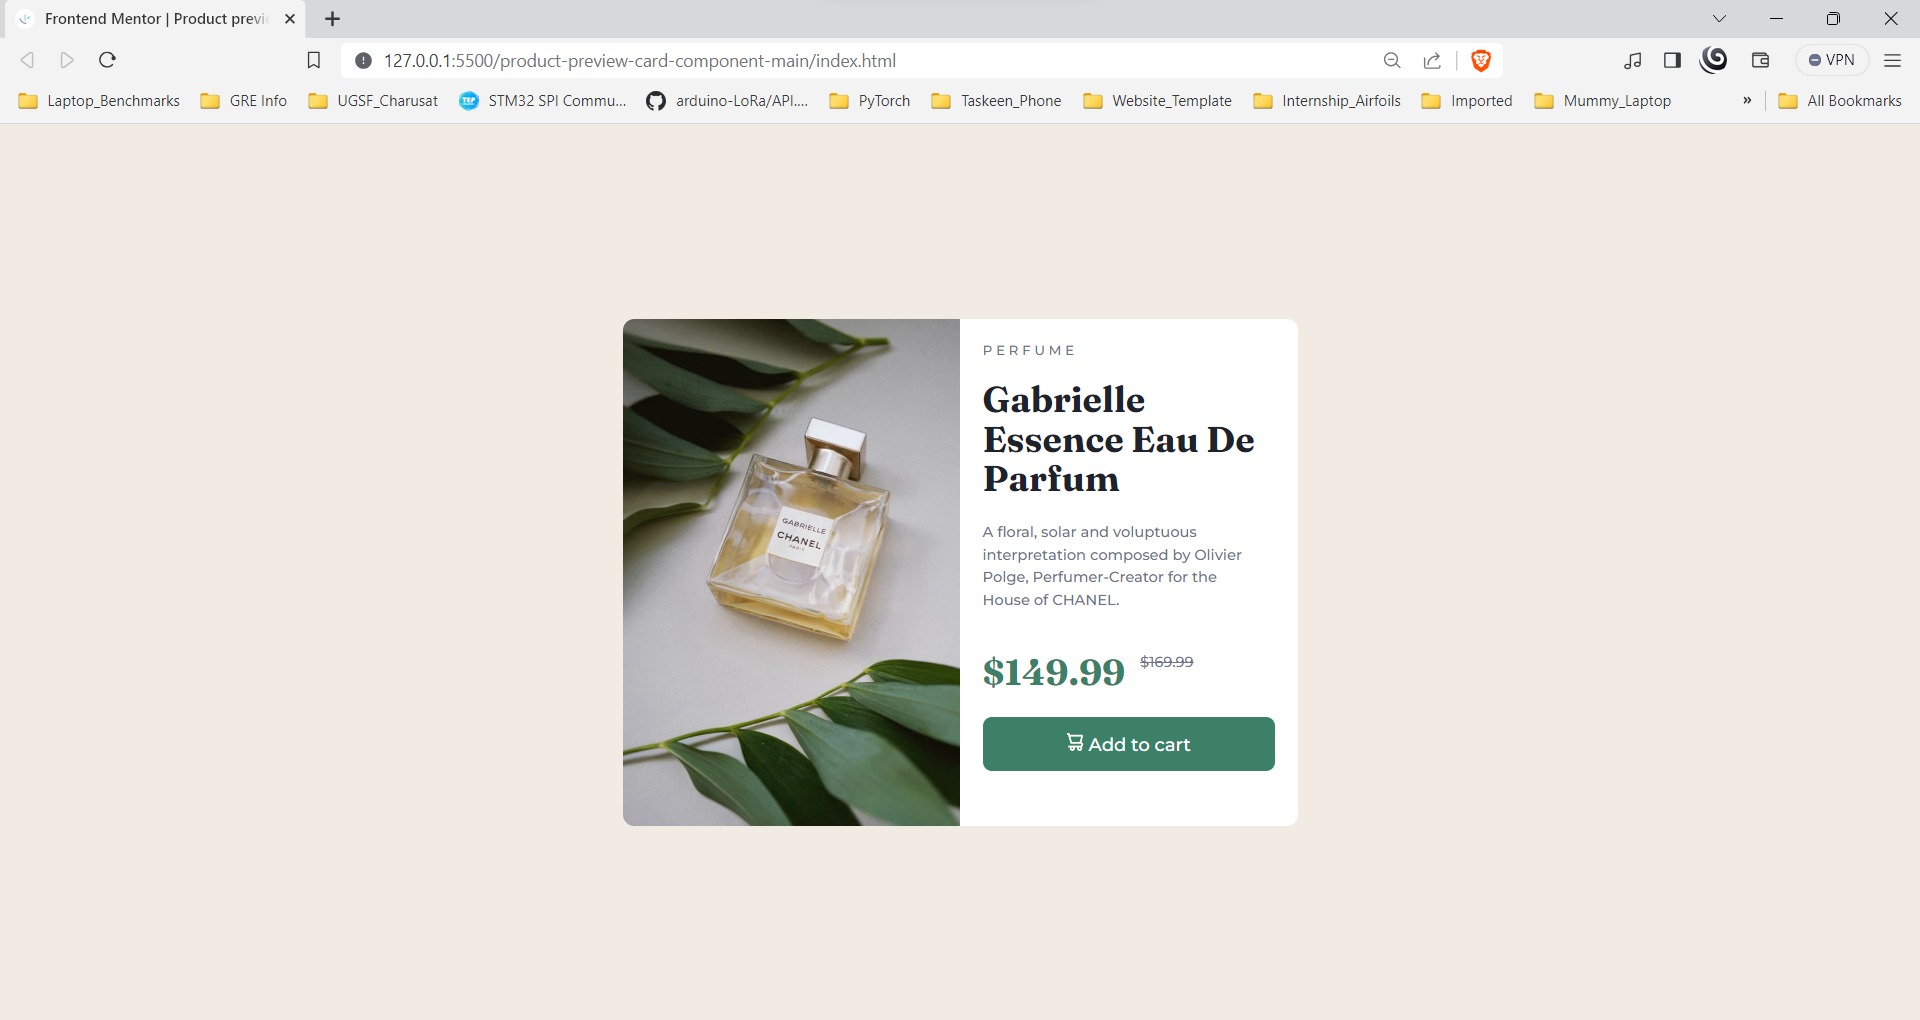 Frontend Mentor | Product previ
127.0.0.1:5500/product-preview-card-component-main/index.html
VPN
Laptop_Benchmarks GRE Info UGSF_Charusat TEP STM32 SPI Commu... arduino-LoRa/API.... PyTorch Taskeen_Phone Website_Template Internship_Airfoils Imported Mummy_Laptop » All Bookmarks
PERFUME
Gabrielle
Essence Eau De
Parfum
A floral, solar and voluptuous
interpretation composed by Olivier
Polge, Perfumer-Creator for the
House of CHANEL.
$149.99 $169.99
Add to cart
GABRIELLE
CHANEL
PARIS